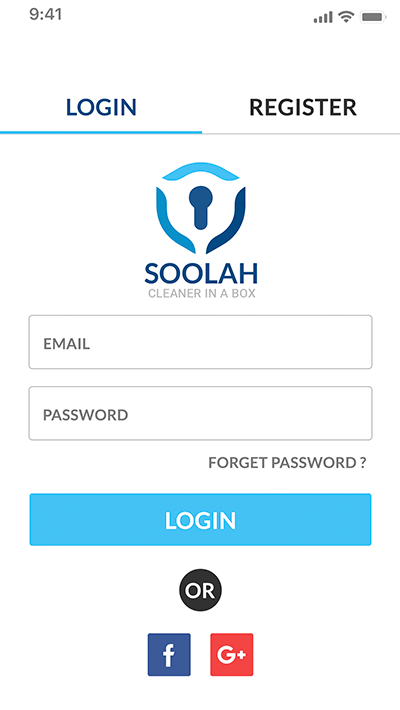 9:41
LOGIN REGISTER
SOOLAH
CLEANER IN A BOX
EMAIL
PASSWORD
FORGET PASSWORD ?
LOGIN
OR
f G+